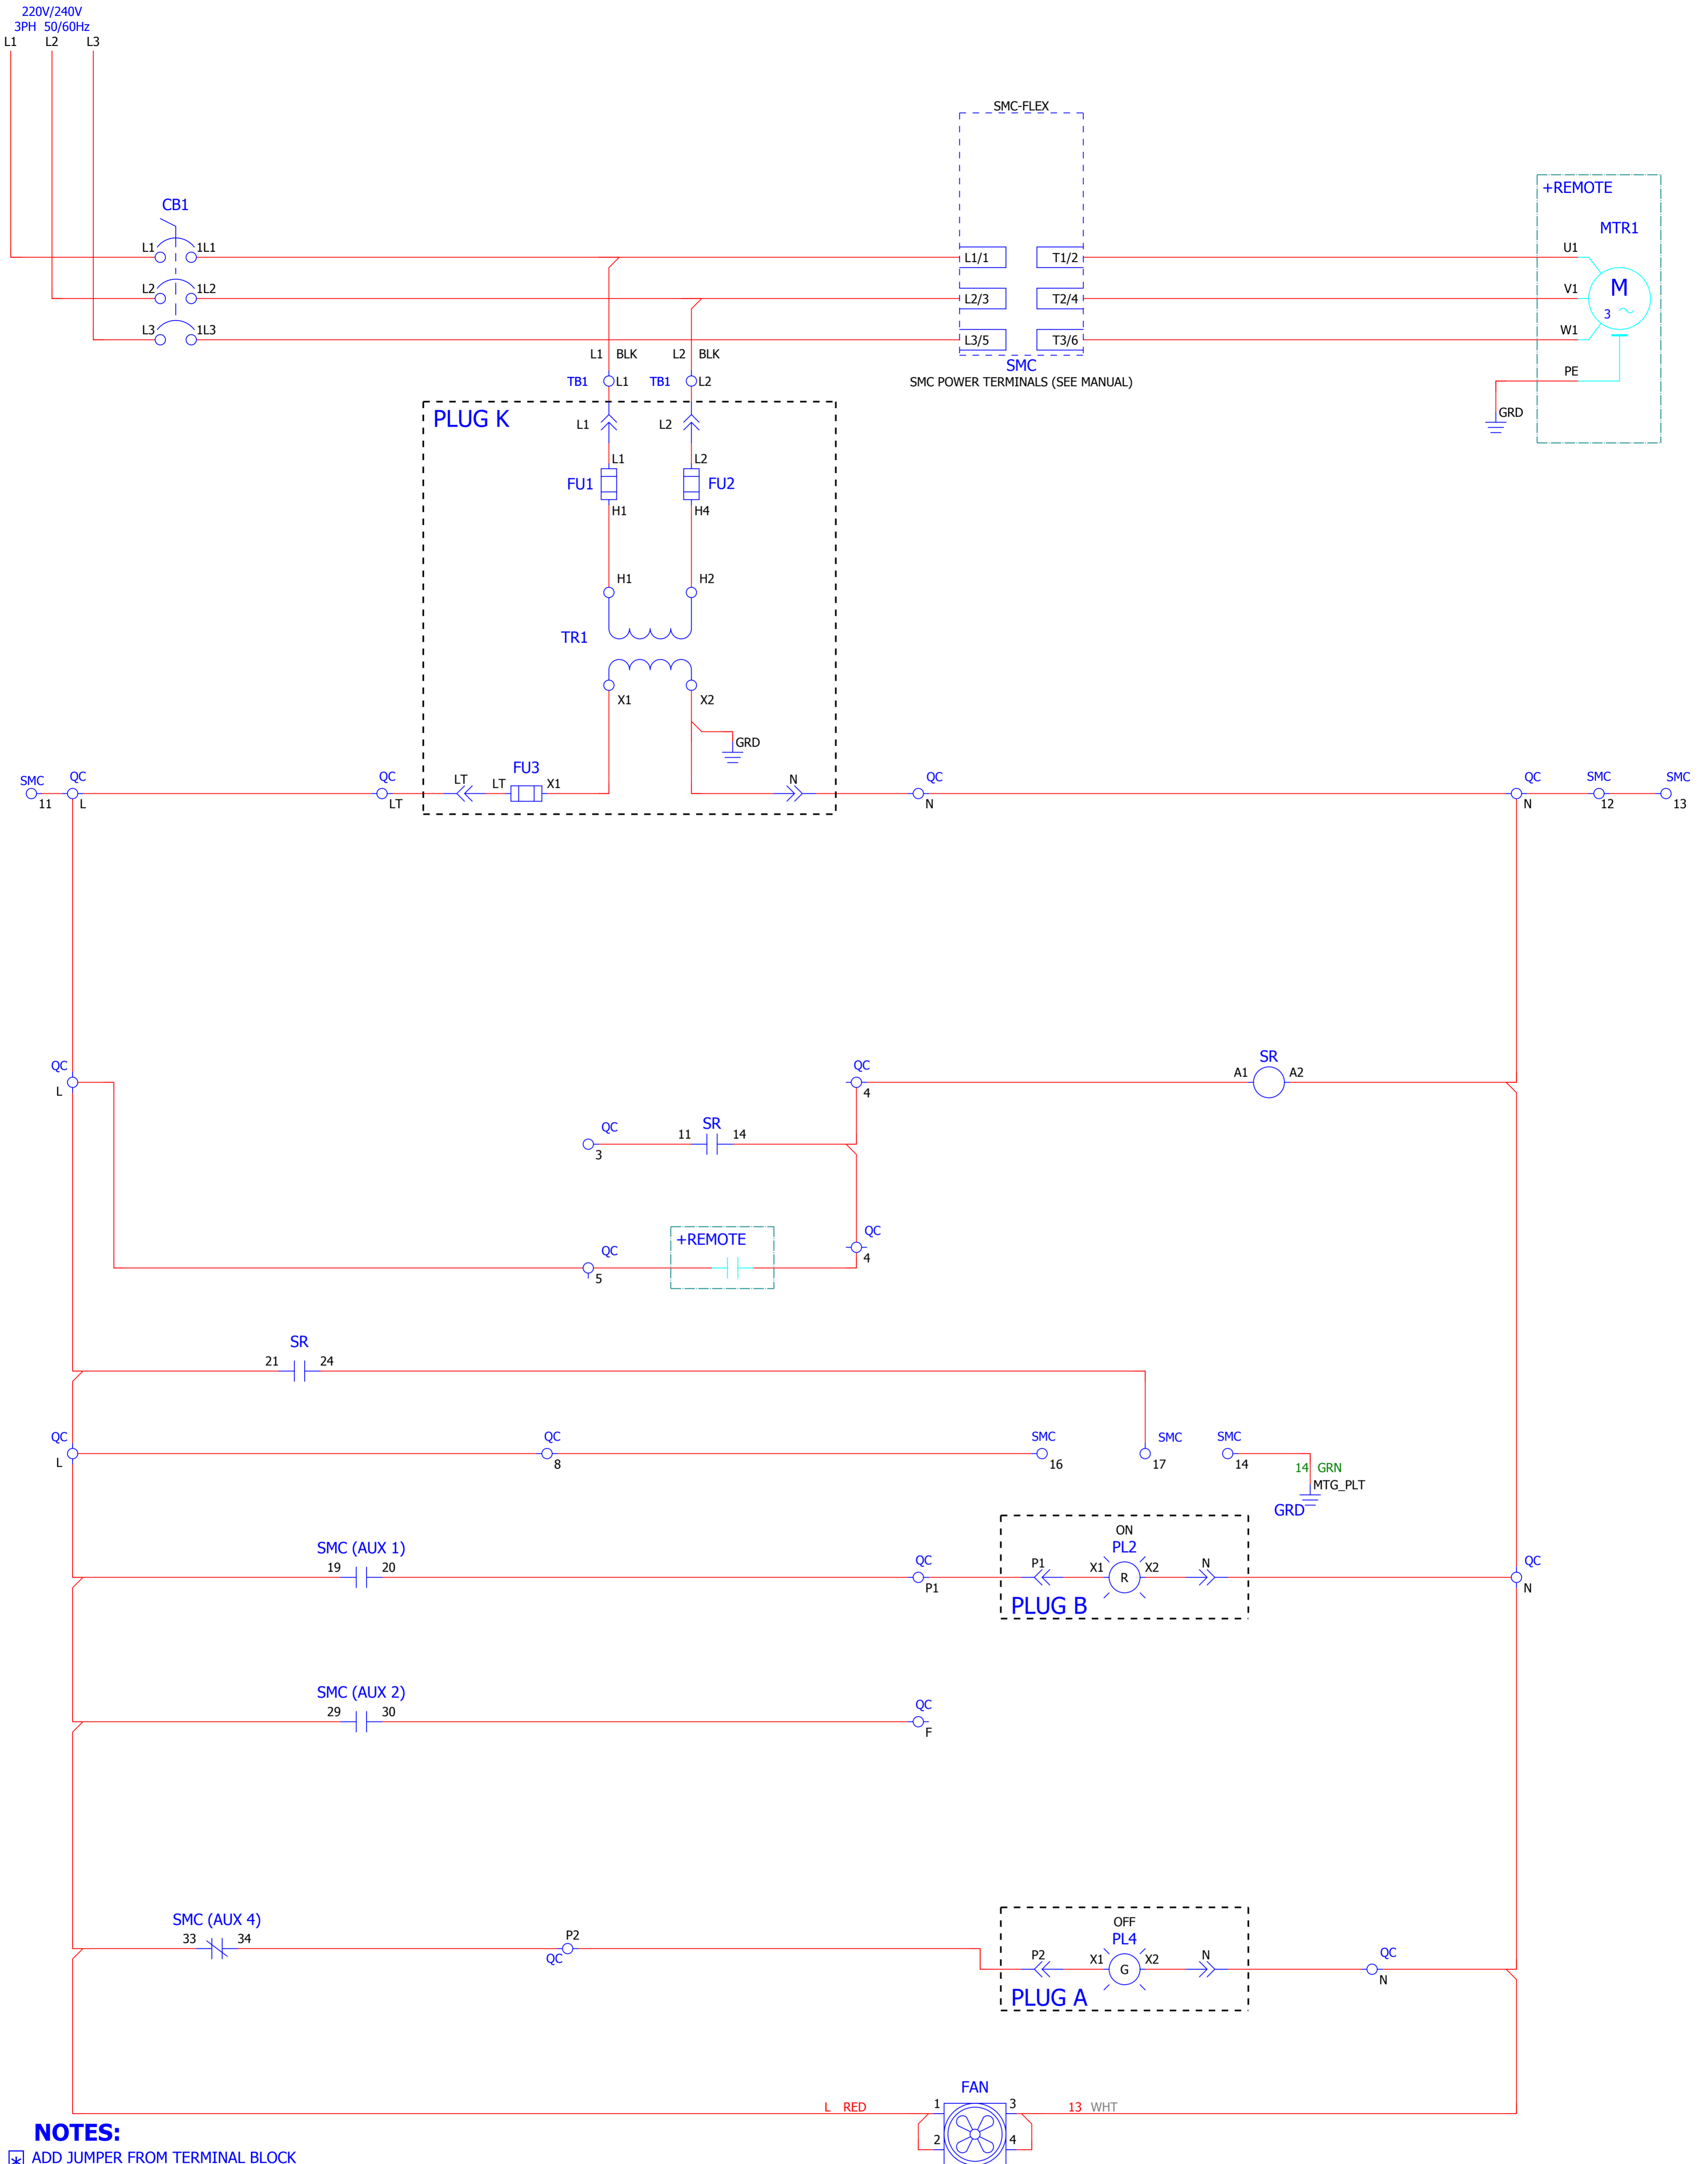 220V/240V
3PH 50/60Hz
L1 L2 L3
SMC-FLEX
+REMOTE
CB1
MTR1
L1 1L1 L1/1 T1/2 U1
L2 1L2 L2/3 T2/4 V1
M
3
L3 1L3 L3/5 T3/6 W1
L1 BLK L2 BLK
SMC
SMC POWER TERMINALS (SEE MANUAL)
PE
TB1 L1 TB1 L2
GRD
PLUG K
L1 L2
L1 L2
FU1 FU2
H1 H4
H1 H2
TR1
X1 X2
GRD
FU3
SMC QC QC LT LT X1 N QC QC SMC SMC
11 L LT N N 12 13
QC QC SR
L 4 A1 A2
QC SR
3 11 14
QC
4
QC +REMOTE
5
SR
21 24
QC QC SMC SMC SMC
L 8 16 17 14
14 GRN
MTG_PLT
GRD
SMC (AUX 1)
19 20
ON
PL2
QC P1 X1 R X2 N QC
P1 N
PLUG B
SMC (AUX 2)
29 30
QC
F
SMC (AUX 4)
33 34
P2
QC
OFF
PL4
P2 X1 G X2 N QC
N
PLUG A
FAN
L RED 1 3 13 WHT
2 4
NOTES:
* ADD JUMPER FROM TERMINAL BLOCK